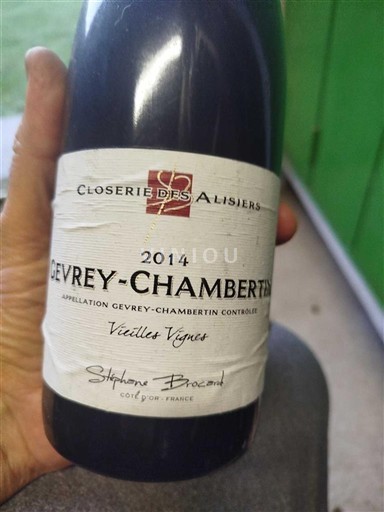 CLOSERIE DES ALISIERS
2014
GEVREY-CHAMBERTIN
APPELLATION GEVREY-CHAMBERTIN CONTRÔLÉE
Vieilles Vignes
Stéphane Brocard
CÔTE D'OR - FRANCE